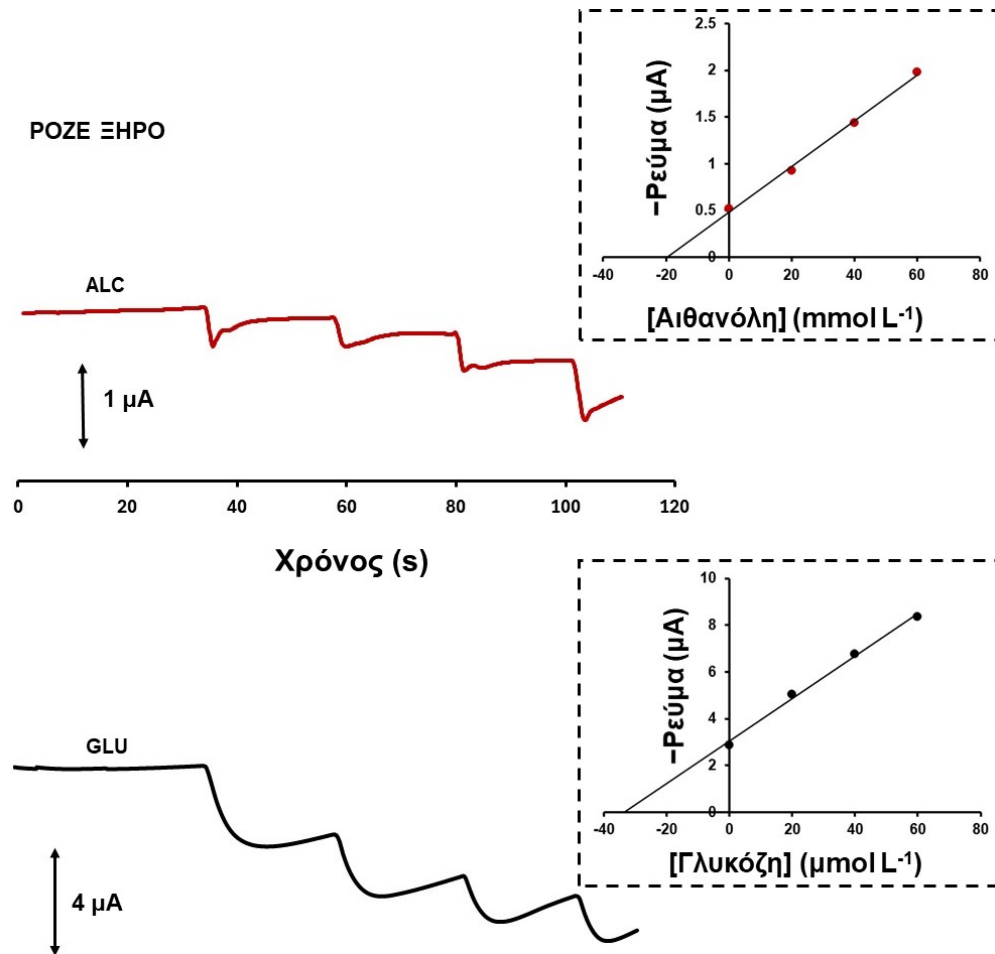 ΡΟΖΕ ΞΗΡΟ
ALC
1 μA
0 20 40 60 80 100 120
Χρόνος (s)
2.5
2
1.5
1
0.5
0
-40 -20 0 20 40 60 80
–Ρεύμα (μA)
[Αιθανόλη] (mmol L-1)
GLU
4 μA
10
8
6
4
2
0
-40 -20 0 20 40 60 80
–Ρεύμα (μA)
[Γλυκόζη] (μmol L-1)